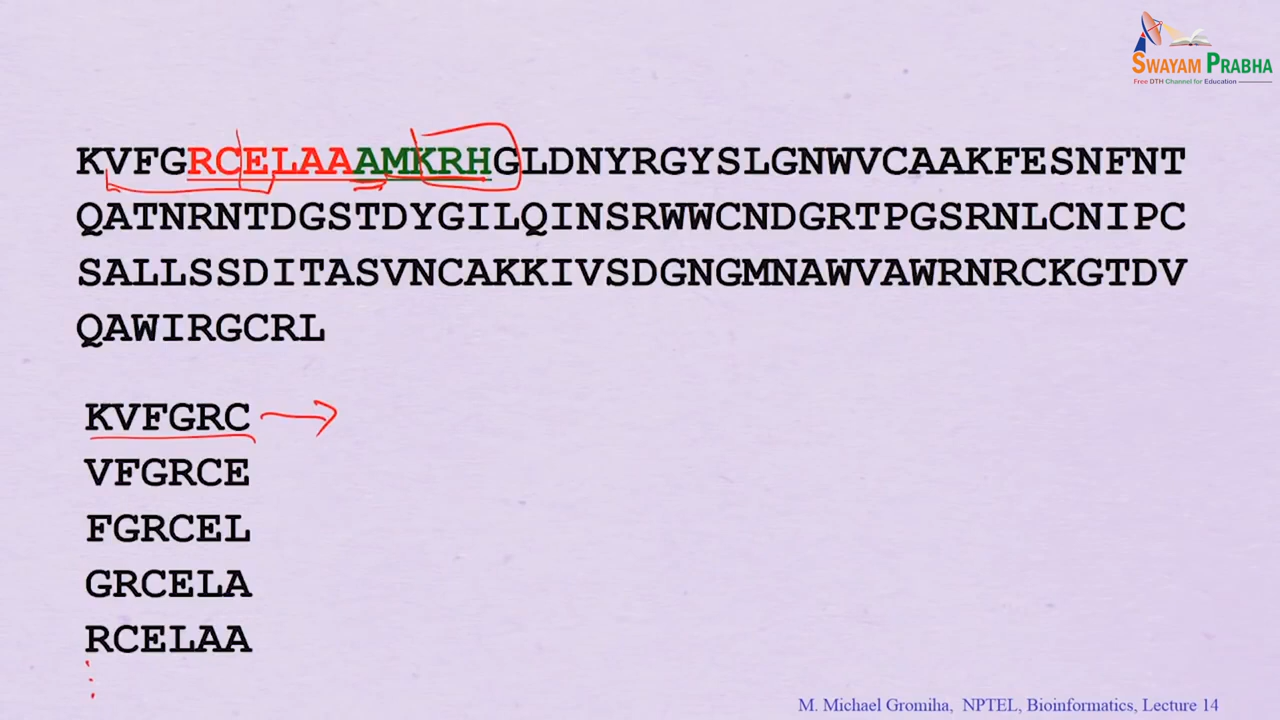 SWAYAM PRABHA
Free DTH Channel for Education
KVFGRCELAAAMKRHGLDNYRGYSLGNWVCAAKFESNFNT
QATNRNTDGSTDYGILQINSRWWCNDGRTPGSRNLCNIPC
SALLSSDITASVNCAKKIVSDGNGMNAWVAWRNRCKGTDV
QAWIRGCRL
KVFGRC
VFGRCE
FGRCEL
GRCELA
RCELAA
M. Michael Gromiha, NPTEL, Bioinformatics, Lecture 14